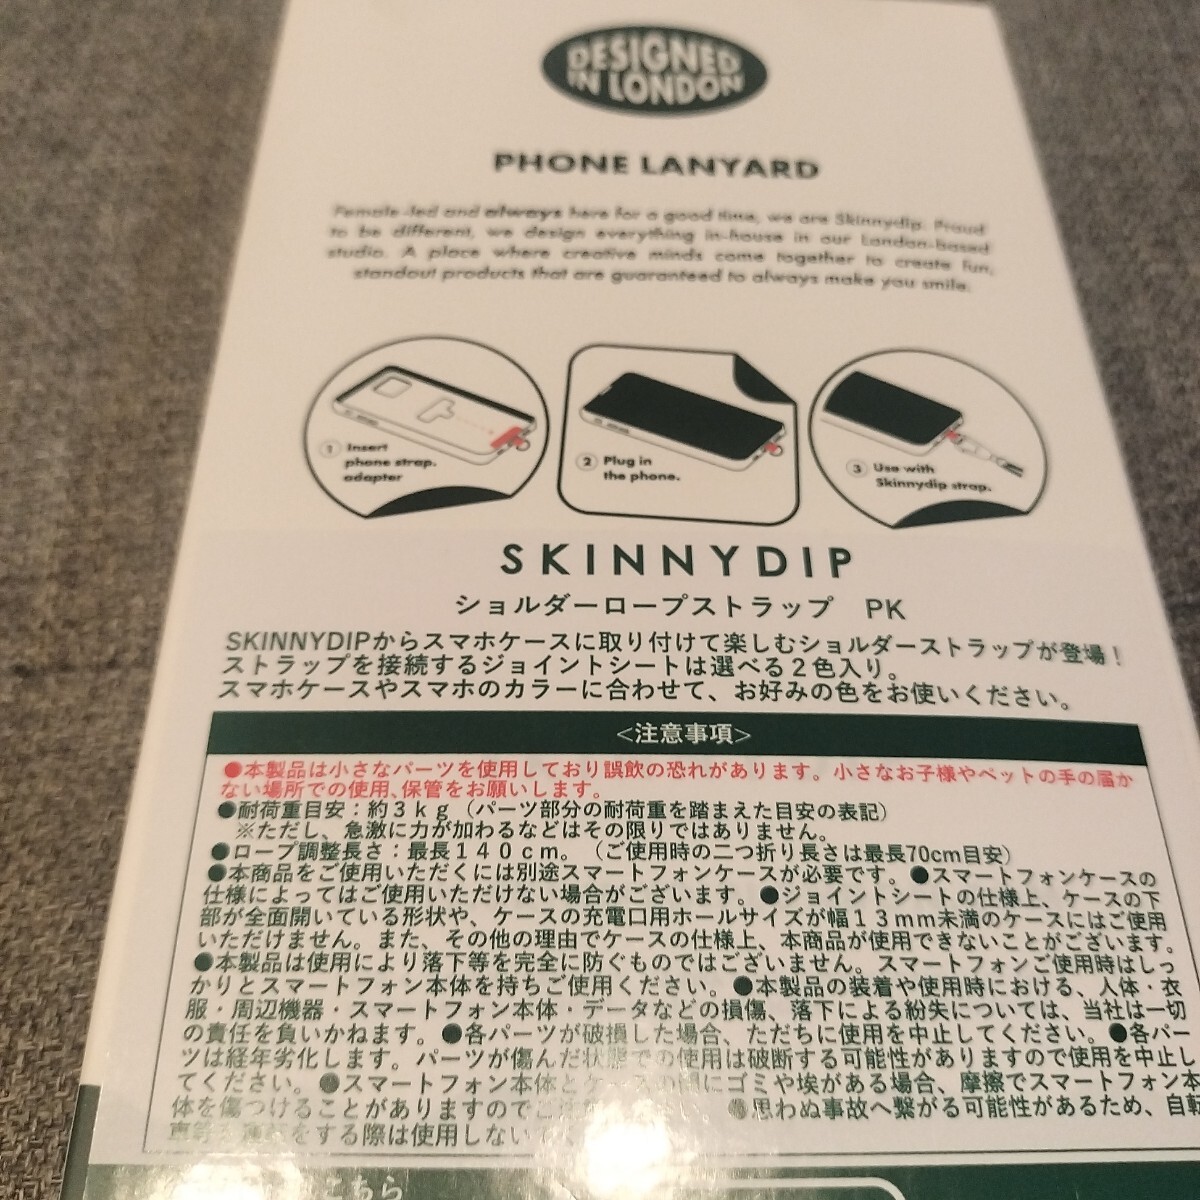 DESIGNED
IN LONDON
PHONE LANYARD
Female-led and always here for a good time, we are Skinnydip. Proud
to be different, we design everything in-house in our London-based
studio. A place where creative minds come together to create fun,
standout products that are guaranteed to always make you smile.
1 Insert
phone strap.
adapter
2 Plug in
the phone.
3 Use with
Skinnydip strap.
SKINNYDIP
ショルダーロープストラップ PK
SKINNYDIPからスマホケースに取り付けて楽しむショルダーストラップが登場！
ストラップを接続するジョイントシートは選べる２色入り。
スマホケースやスマホのカラーに合わせて、お好みの色をお使いください。
<注意事項>
●本製品は小さなパーツを使用しており誤飲の恐れがあります。小さなお子様やペットの手の届か
ない場所での使用､保管をお願いします。
●耐荷重目安：約３ｋｇ（パーツ部分の耐荷重を踏まえた目安の表記）
※ただし、急激に力が加わるなどはその限りではありません。
●ロープ調整長さ：最長１４０ｃｍ。（ご使用時の二つ折り長さは最長70cm目安）
●本商品をご使用いただくには別途スマートフォンケースが必要です。●スマートフォンケースの
仕様によってはご使用いただけない場合がございます。●ジョイントシートの仕様上、ケースの下
部が全面開いている形状や、ケースの充電口用ホールサイズが幅１３ｍｍ未満のケースにはご使用
いただけません。また、その他の理由でケースの仕様上、本商品が使用できないことがございます。
●本製品は使用により落下等を完全に防ぐものではございません。スマートフォンご使用時はしっ
かりとスマートフォン本体を持ちご使用ください。●本製品の装着や使用時における、人体・衣
服・周辺機器・スマートフォン本体・データなどの損傷、落下による紛失については、当社は一切
の責任を負いかねます。●各パーツが破損した場合、ただちに使用を中止してください。●各パー
ツは経年劣化します。パーツが傷んだ状態での使用は破断する可能性がありますので使用を中止し
てください。●スマートフォン本体とケースの間にゴミや埃がある場合、摩擦でスマートフォン本
体を傷つけることがありますのでご ●思わぬ事故へ繋がる可能性があるため、自転
車等 運転をする際は使用しない
こちら